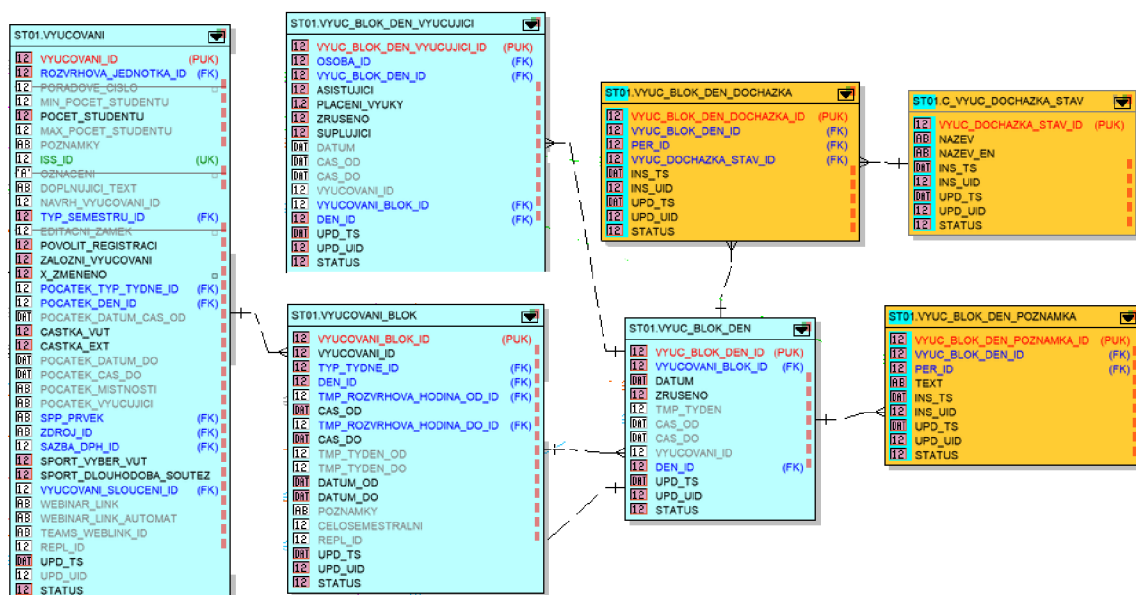 ST01.VYUCOVANI
12 VYUCOVANI_ID (PUK)
12 ROZVRHOVA_JEDNOTKA_ID (FK)
12 PORADOVE_CISLO
12 MIN_POCET_STUDENTU
12 POCET_STUDENTU
12 MAX_POCET_STUDENTU
AB POZNAMKY
12 ISS_ID (UK)
"A" OZNACENI
AB DOPLNUJICI_TEXT
12 NAVRH_VYUCOVANI_ID
12 TYP_SEMESTRU_ID (FK)
12 EDITACNI_ZAMEK
12 POVOLIT_REGISTRACI
12 ZALOZNI_VYUCOVANI
12 X_ZMENENO
12 POCATEK_TYP_TYDNE_ID (FK)
12 POCATEK_DEN_ID (FK)
DAT POCATEK_DATUM_CAS_OD
12 CASTKA_VUT
12 CASTKA_EXT
DAT POCATEK_DATUM_DO
DAT POCATEK_CAS_DO
AB POCATEK_MISTNOSTI
AB POCATEK_VYUCUJICI
AB SPP_PRVEK (FK)
AB ZDROJ_ID (FK)
12 SAZBA_DPH_ID (FK)
12 SPORT_VYBER_VUT
12 SPORT_DLOUHODOBA_SOUTEZ
12 VYUCOVANI_SLOUCENI_ID (FK)
AB WEBINAR_LINK
AB WEBINAR_LINK_AUTOMAT
AB TEAMS_WEBLINK_ID
12 REPL_ID
DAT UPD_TS
12 UPD_UID
12 STATUS
ST01.VYUC_BLOK_DEN_VYUCUJICI
12 VYUC_BLOK_DEN_VYUCUJICI_ID (PUK)
12 OSOBA_ID (FK)
12 VYUC_BLOK_DEN_ID (FK)
12 ASISTUJICI
12 PLACENI_VYUKY
12 ZRUSENO
12 SUPLUJICI
DAT DATUM
DAT CAS_OD
DAT CAS_DO
12 VYUCOVANI_ID
12 VYUCOVANI_BLOK_ID (FK)
12 DEN_ID (FK)
DAT UPD_TS
12 UPD_UID
12 STATUS
ST01.VYUCOVANI_BLOK
12 VYUCOVANI_BLOK_ID (PUK)
12 VYUCOVANI_ID
12 TYP_TYDNE_ID (FK)
12 DEN_ID (FK)
12 TMP_ROZVRHOVA_HODINA_OD_ID (FK)
DAT CAS_OD
12 TMP_ROZVRHOVA_HODINA_DO_ID (FK)
DAT CAS_DO
12 TMP_TYDEN_OD
12 TMP_TYDEN_DO
DAT DATUM_OD
DAT DATUM_DO
AB POZNAMKY
12 CELOSEMESTRALNI
12 REPL_ID
DAT UPD_TS
12 UPD_UID
12 STATUS
ST01.VYUC_BLOK_DEN_DOCHAZKA
12 VYUC_BLOK_DEN_DOCHAZKA_ID (PUK)
12 VYUC_BLOK_DEN_ID (FK)
12 PER_ID (FK)
12 VYUC_DOCHAZKA_STAV_ID (FK)
DAT INS_TS
12 INS_UID
DAT UPD_TS
12 UPD_UID
12 STATUS
ST01.C_VYUC_DOCHAZKA_STAV
12 VYUC_DOCHAZKA_STAV_ID (PUK)
AB NAZEV
AB NAZEV_EN
DAT INS_TS
12 INS_UID
DAT UPD_TS
12 UPD_UID
12 STATUS
ST01.VYUC_BLOK_DEN
12 VYUC_BLOK_DEN_ID (PUK)
12 VYUCOVANI_BLOK_ID (FK)
DAT DATUM
12 ZRUSENO
12 TMP_TYDEN
DAT CAS_OD
DAT CAS_DO
12 VYUCOVANI_ID
12 DEN_ID (FK)
DAT UPD_TS
12 UPD_UID
12 STATUS
ST01.VYUC_BLOK_DEN_POZNAMKA
12 VYUC_BLOK_DEN_POZNAMKA_ID (PUK)
12 VYUC_BLOK_DEN_ID (FK)
12 PER_ID (FK)
AB TEXT
DAT INS_TS
12 INS_UID
DAT UPD_TS
12 UPD_UID
12 STATUS